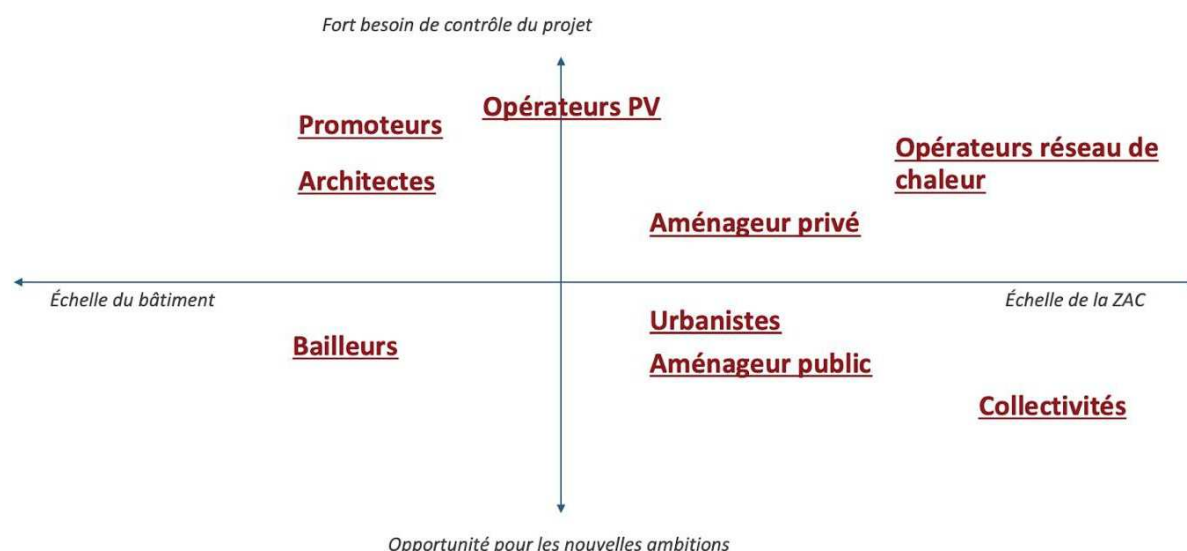 Fort besoin de contrôle du projet
Opérateurs PV
Promoteurs
Opérateurs réseau de
chaleur
Architectes
Aménageur privé
Échelle du bâtiment
Échelle de la ZAC
Urbanistes
Bailleurs
Aménageur public
Collectivités
Opportunité pour les nouvelles ambitions